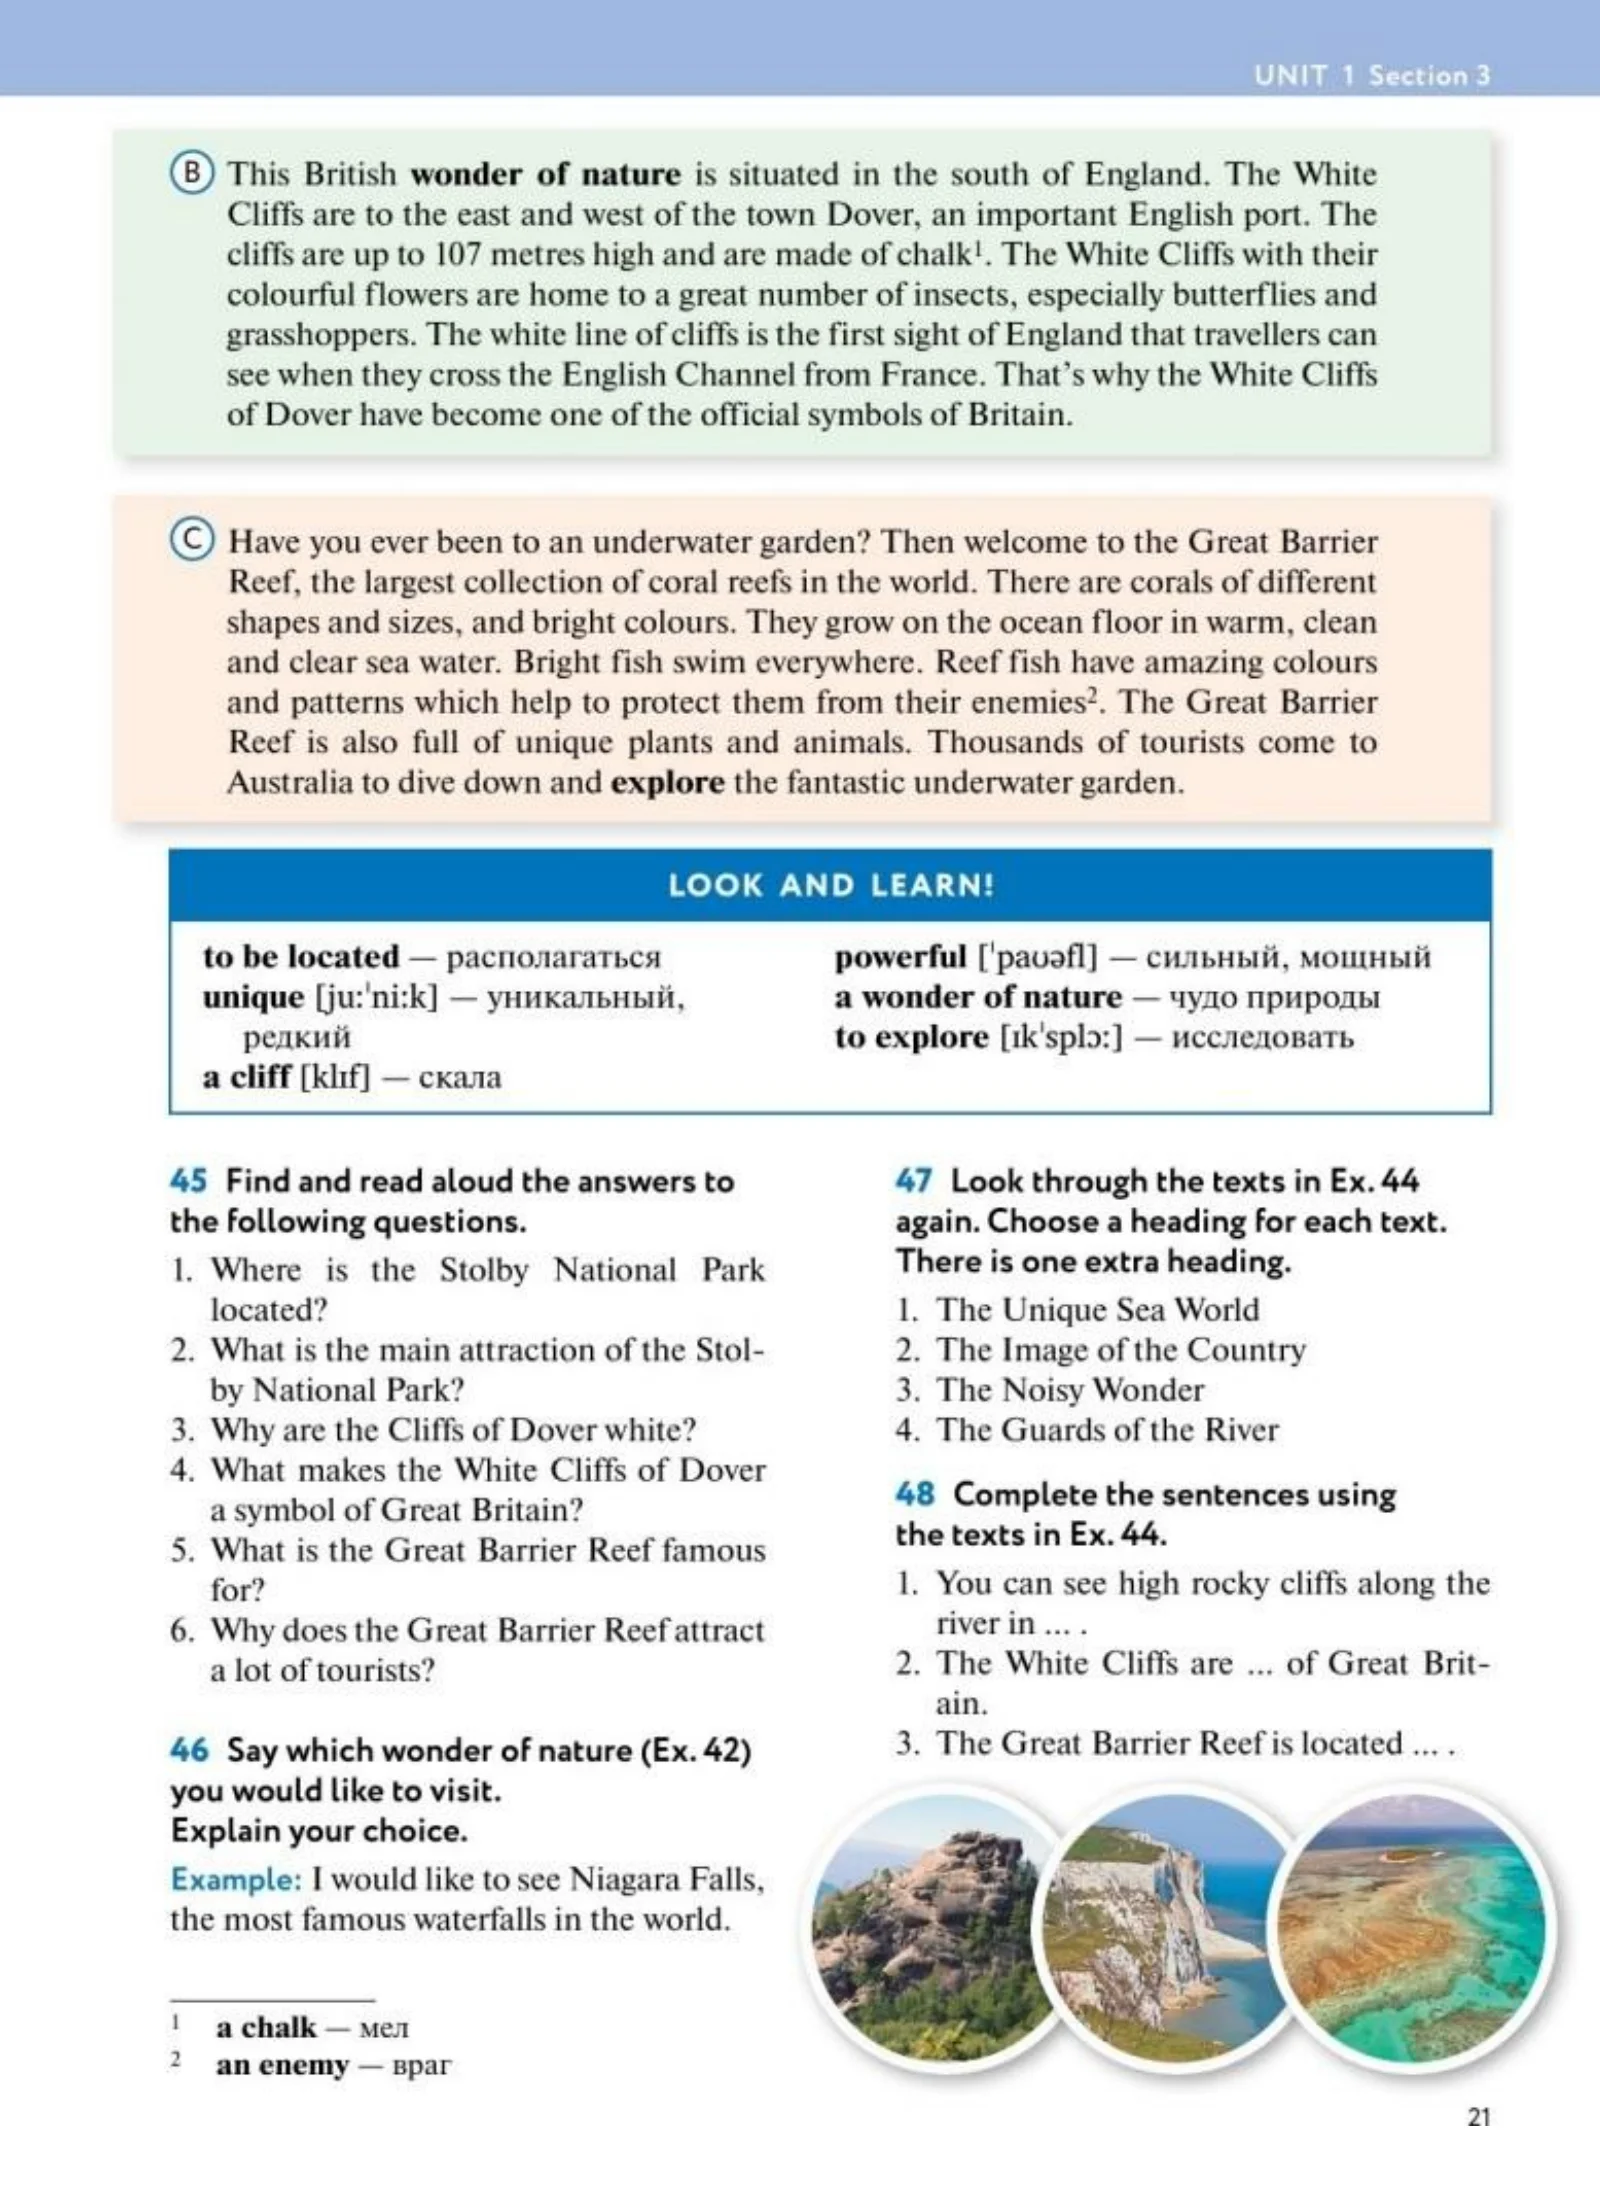 UNIT 1 Section 3
B This British wonder of nature is situated in the south of England. The White
Cliffs are to the east and west of the town Dover, an important English port. The
cliffs are up to 107 metres high and are made of chalk¹. The White Cliffs with their
colourful flowers are home to a great number of insects, especially butterflies and
grasshoppers. The white line of cliffs is the first sight of England that travellers can
see when they cross the English Channel from France. That's why the White Cliffs
of Dover have become one of the official symbols of Britain.
C Have you ever been to an underwater garden? Then welcome to the Great Barrier
Reef, the largest collection of coral reefs in the world. There are corals of different
shapes and sizes, and bright colours. They grow on the ocean floor in warm, clean
and clear sea water. Bright fish swim everywhere. Reef fish have amazing colours
and patterns which help to protect them from their enemies². The Great Barrier
Reef is also full of unique plants and animals. Thousands of tourists come to
Australia to dive down and explore the fantastic underwater garden.
LOOK AND LEARN!
to be located — располагаться
unique [juːˈniːk] — уникальный,
редкий
a cliff [klɪf] — скала
powerful [ˈpaʊəfl] — сильный, мощный
a wonder of nature — чудо природы
to explore [ɪkˈsplɔː] — исследовать
45 Find and read aloud the answers to
the following questions.
1. Where is the Stolby National Park
located?
2. What is the main attraction of the Stol-
by National Park?
3. Why are the Cliffs of Dover white?
4. What makes the White Cliffs of Dover
a symbol of Great Britain?
5. What is the Great Barrier Reef famous
for?
6. Why does the Great Barrier Reef attract
a lot of tourists?
46 Say which wonder of nature (Ex. 42)
you would like to visit.
Explain your choice.
Example: I would like to see Niagara Falls,
the most famous waterfalls in the world.
47 Look through the texts in Ex. 44
again. Choose a heading for each text.
There is one extra heading.
1. The Unique Sea World
2. The Image of the Country
3. The Noisy Wonder
4. The Guards of the River
48 Complete the sentences using
the texts in Ex. 44.
1. You can see high rocky cliffs along the
river in ... .
2. The White Cliffs are ... of Great Brit-
ain.
3. The Great Barrier Reef is located ... .
1 a chalk — мел
2 an enemy — враг
21